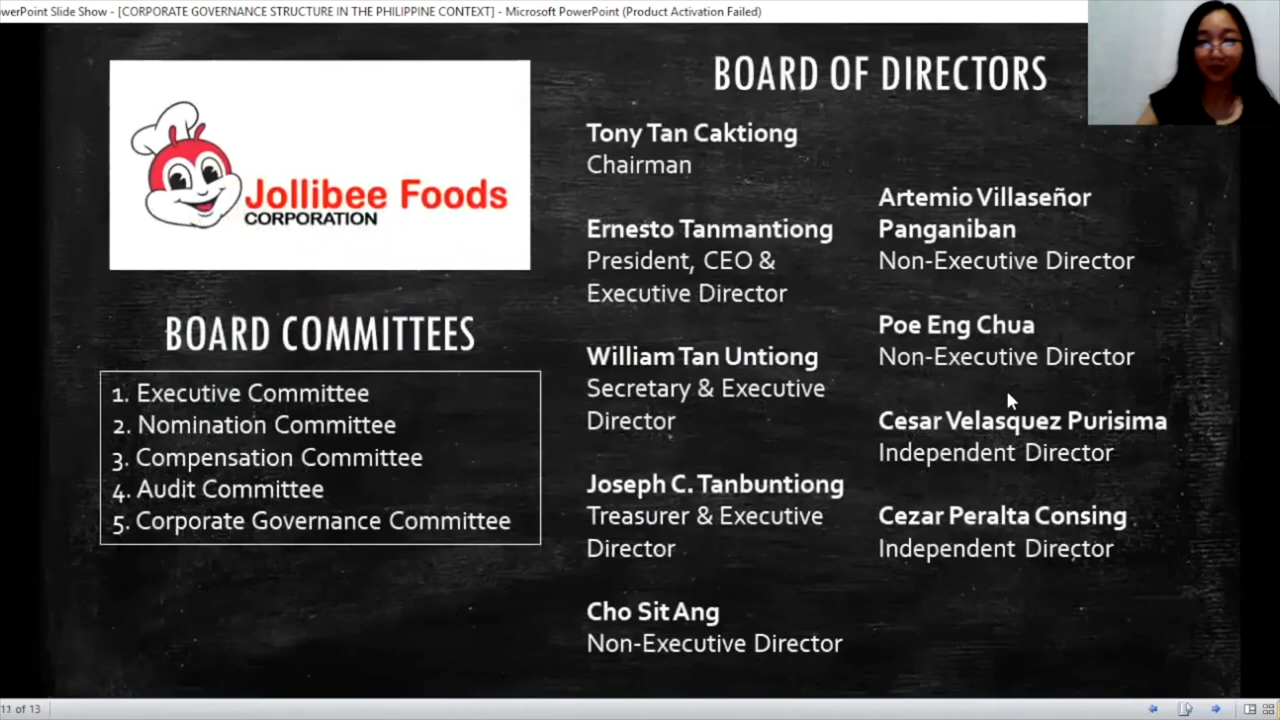 werPoint Slide Show - [CORPORATE GOVERNANCE STRUCTURE IN THE PHILIPPINE CONTEXT] - Microsoft PowerPoint (Product Activation Failed)
Jollibee Foods
CORPORATION
BOARD COMMITTEES
1. Executive Committee
2. Nomination Committee
3. Compensation Committee
4. Audit Committee
5. Corporate Governance Committee
BOARD OF DIRECTORS
Tony Tan Caktiong
Chairman
Ernesto Tanmantiong
President, CEO &
Executive Director
William Tan Untiong
Secretary & Executive
Director
Joseph C. Tanbuntiong
Treasurer & Executive
Director
Cho Sit Ang
Non-Executive Director
Artemio Villaseñor
Panganiban
Non-Executive Director
Poe Eng Chua
Non-Executive Director
Cesar Velasquez Purisima
Independent Director
Cezar Peralta Consing
Independent Director
11 of 13